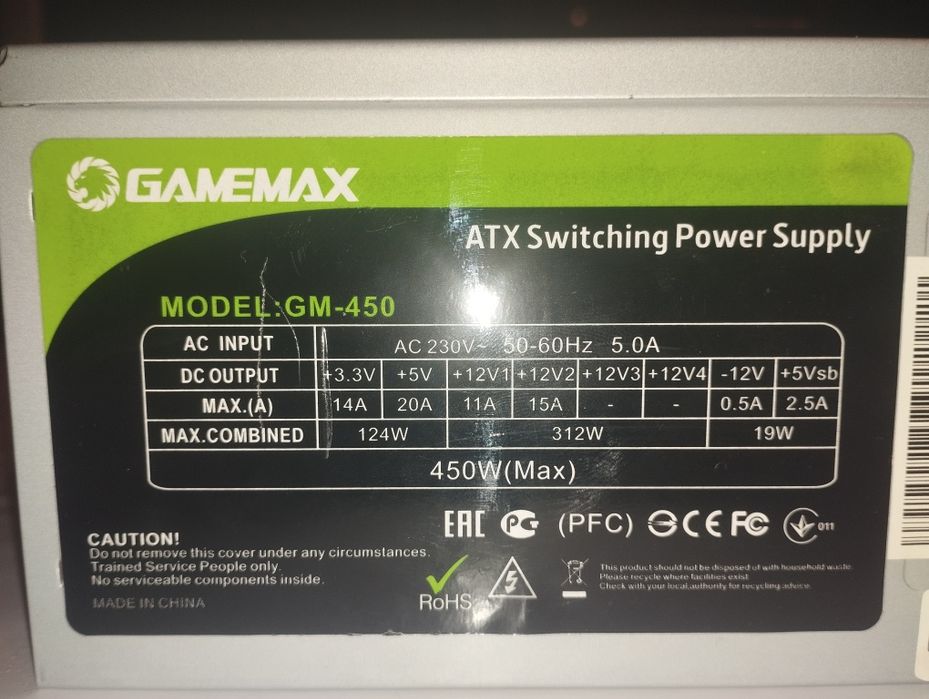 GAMEMAX
ATX Switching Power Supply
MODEL:GM-450
AC INPUT AC 230V~ 50-60Hz 5.0A
DC OUTPUT +3.3V +5V +12V1 +12V2 +12V3 +12V4 -12V +5Vsb
MAX.(A) 14A 20A 11A 15A - - 0.5A 2.5A
MAX.COMBINED 124W 312W 19W
450W(Max)
EAC PC (PFC) CE FC 011
CAUTION!
Do not remove this cover under any circumstances.
Trained Service People only.
No serviceable components inside.
MADE IN CHINA
RoHS
This product should not be disposed of with household waste.
Please recycle where facilities exist.
Check with your local authority for recycling advice.